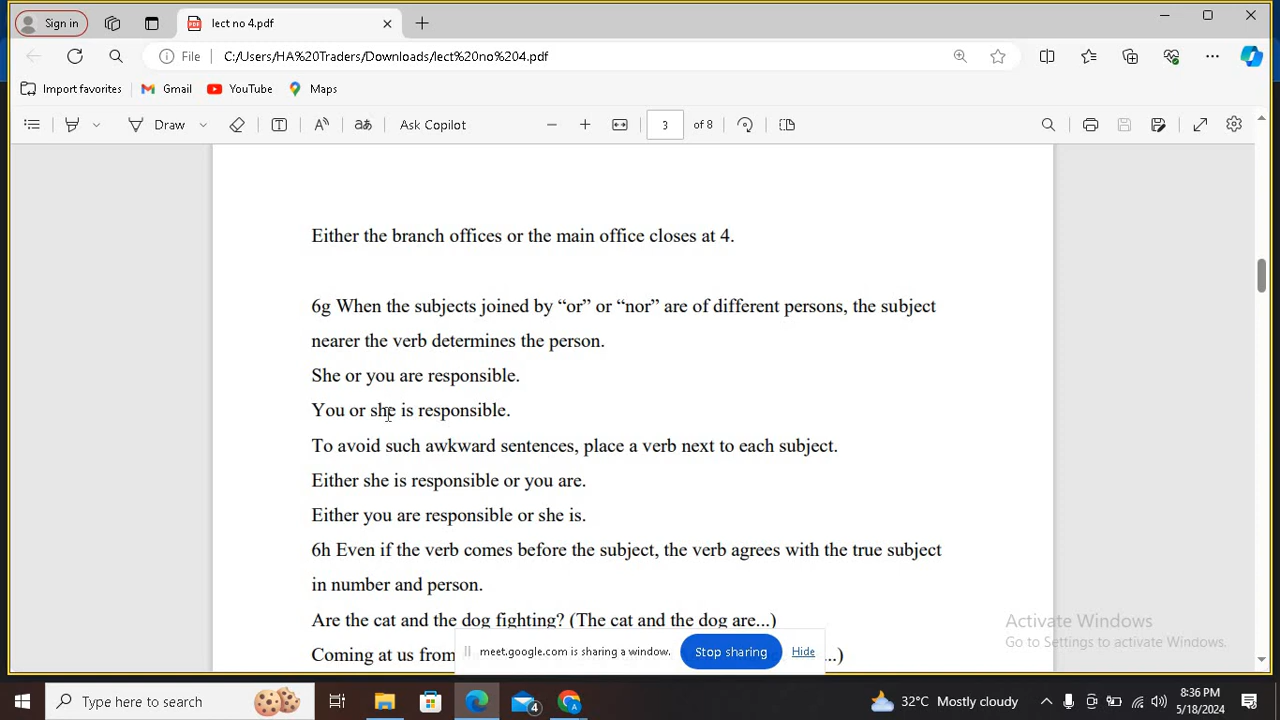 Sign in
lect no 4.pdf
File
C:/Users/HA%20Traders/Downloads/lect%20no%204.pdf
Import favorites
Gmail
YouTube
Maps
Draw
Ask Copilot
3
of 8
Either the branch offices or the main office closes at 4.
6g When the subjects joined by “or” or “nor” are of different persons, the subject
nearer the verb determines the person.
She or you are responsible.
You or she is responsible.
To avoid such awkward sentences, place a verb next to each subject.
Either she is responsible or you are.
Either you are responsible or she is.
6h Even if the verb comes before the subject, the verb agrees with the true subject
in number and person.
Are the cat and the dog fighting? (The cat and the dog are...)
Coming at us from
...)
meet.google.com is sharing a window.
Stop sharing
Hide
Activate Windows
Go to Settings to activate Windows.
Type here to search
4
32°C Mostly cloudy
8:36 PM
5/18/2024